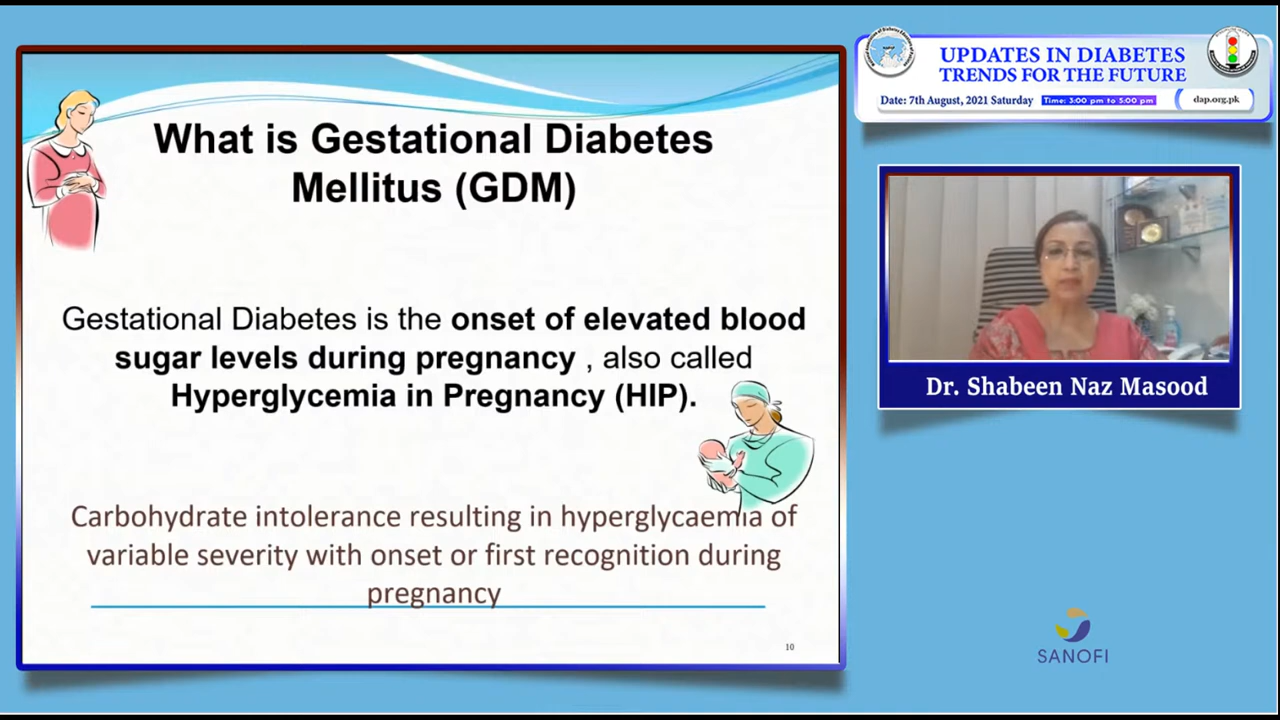 What is Gestational Diabetes
Mellitus (GDM)
Gestational Diabetes is the onset of elevated blood
sugar levels during pregnancy , also called
Hyperglycemia in Pregnancy (HIP).
Carbohydrate intolerance resulting in hyperglycaemia of
variable severity with onset or first recognition during
pregnancy
10
UPDATES IN DIABETES
TRENDS FOR THE FUTURE
Date: 7th August, 2021 Saturday Time: 3:00 pm to 5:00 pm dap.org.pk
Dr. Shabeen Naz Masood
SANOFI